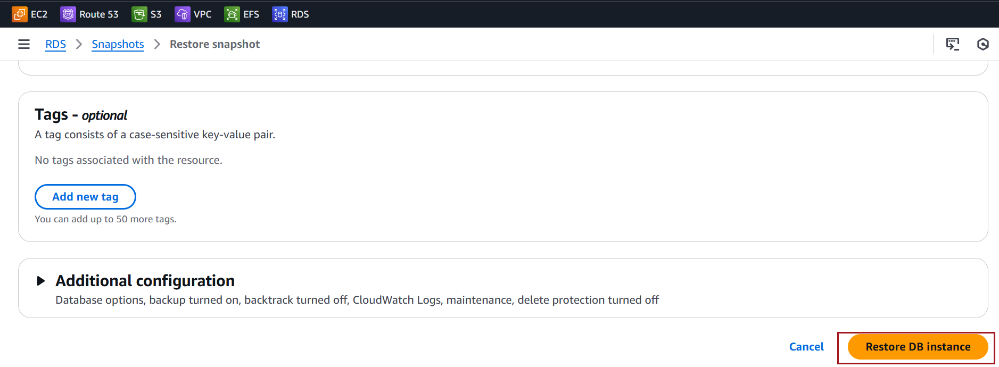 EC2 Route 53 S3 VPC EFS RDS
RDS Snapshots Restore snapshot
Tags - optional
A tag consists of a case-sensitive key-value pair.
No tags associated with the resource.
Add new tag
You can add up to 50 more tags.
Additional configuration
Database options, backup turned on, backtrack turned off, CloudWatch Logs, maintenance, delete protection turned off
Cancel Restore DB instance